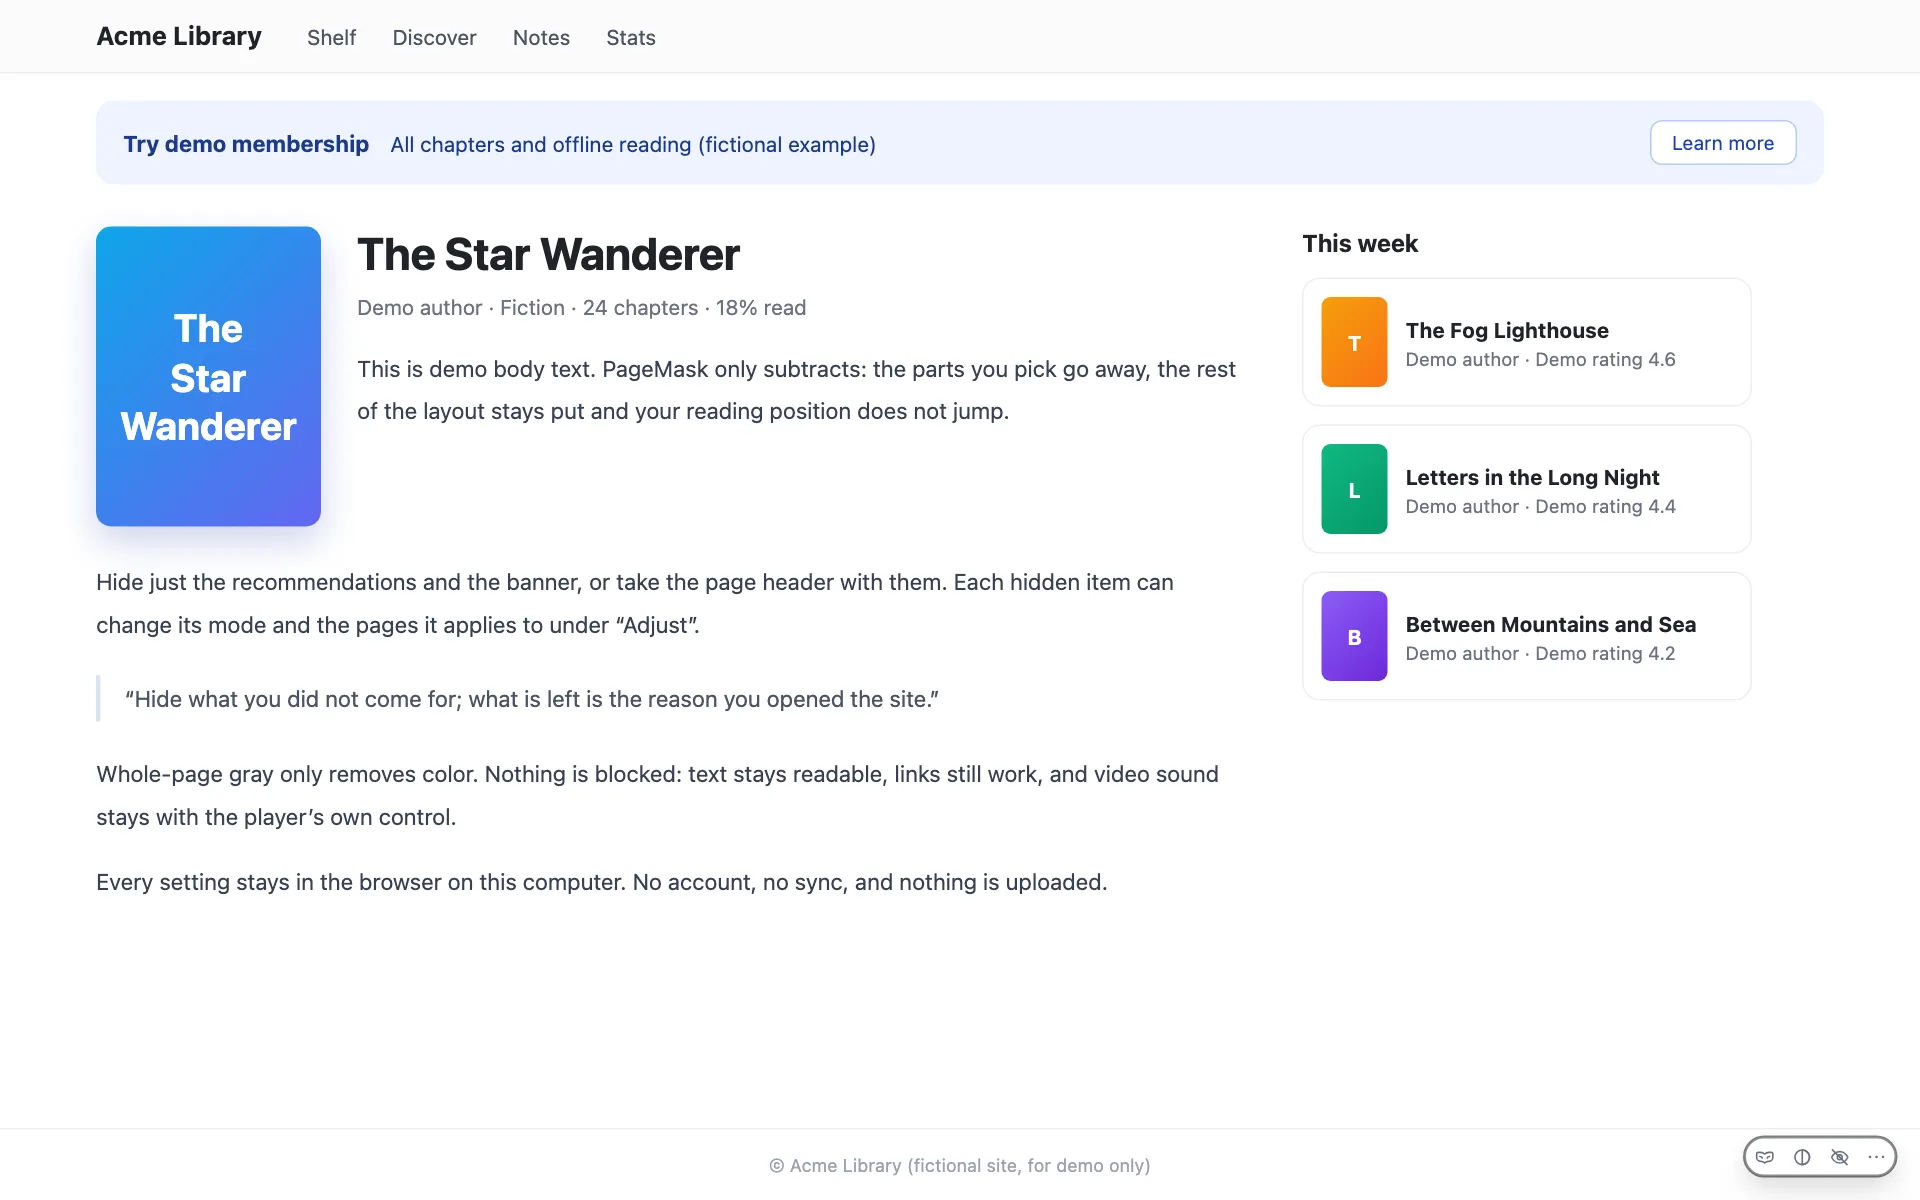 Acme Library
Shelf
Discover
Notes
Stats
Try demo membership
All chapters and offline reading (fictional example)
Learn more
The
Star
Wanderer
The Star Wanderer
Demo author · Fiction · 24 chapters · 18% read
This is demo body text. PageMask only subtracts: the parts you pick go away, the rest
of the layout stays put and your reading position does not jump.
Hide just the recommendations and the banner, or take the page header with them. Each hidden item can
change its mode and the pages it applies to under “Adjust”.
“Hide what you did not come for; what is left is the reason you opened the site.”
Whole-page gray only removes color. Nothing is blocked: text stays readable, links still work, and video sound
stays with the player’s own control.
Every setting stays in the browser on this computer. No account, no sync, and nothing is uploaded.
This week
T
The Fog Lighthouse
Demo author · Demo rating 4.6
L
Letters in the Long Night
Demo author · Demo rating 4.4
B
Between Mountains and Sea
Demo author · Demo rating 4.2
© Acme Library (fictional site, for demo only)